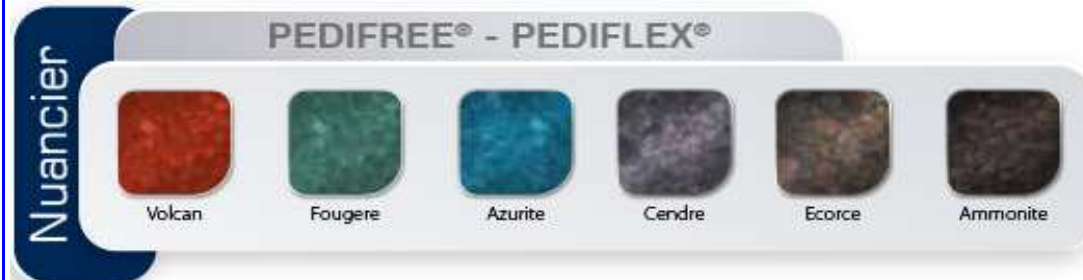 Nuancier
PEDIFREE® - PEDIFLEX®
Volcan
Fougere
Azurite
Cendre
Ecorce
Ammonite